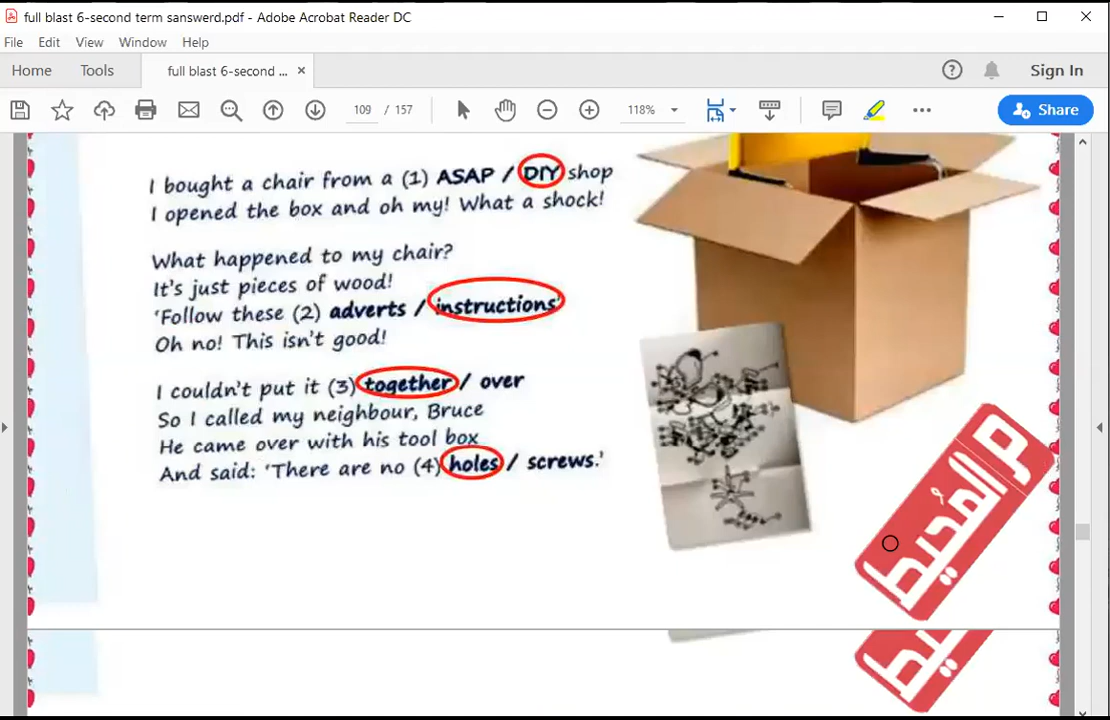 full blast 6-second term sanswerd.pdf - Adobe Acrobat Reader DC
File Edit View Window Help
Home Tools full blast 6-second ... × Sign In
109 / 157 118% Share
I bought a chair from a (1) ASAP / DIY shop
I opened the box and oh my! What a shock!
What happened to my chair?
It's just pieces of wood!
'Follow these (2) adverts / instructions'
Oh no! This isn't good!
I couldn't put it (3) together / over
So I called my neighbour, Bruce
He came over with his tool box
And said: 'There are no (4) holes / screws.'